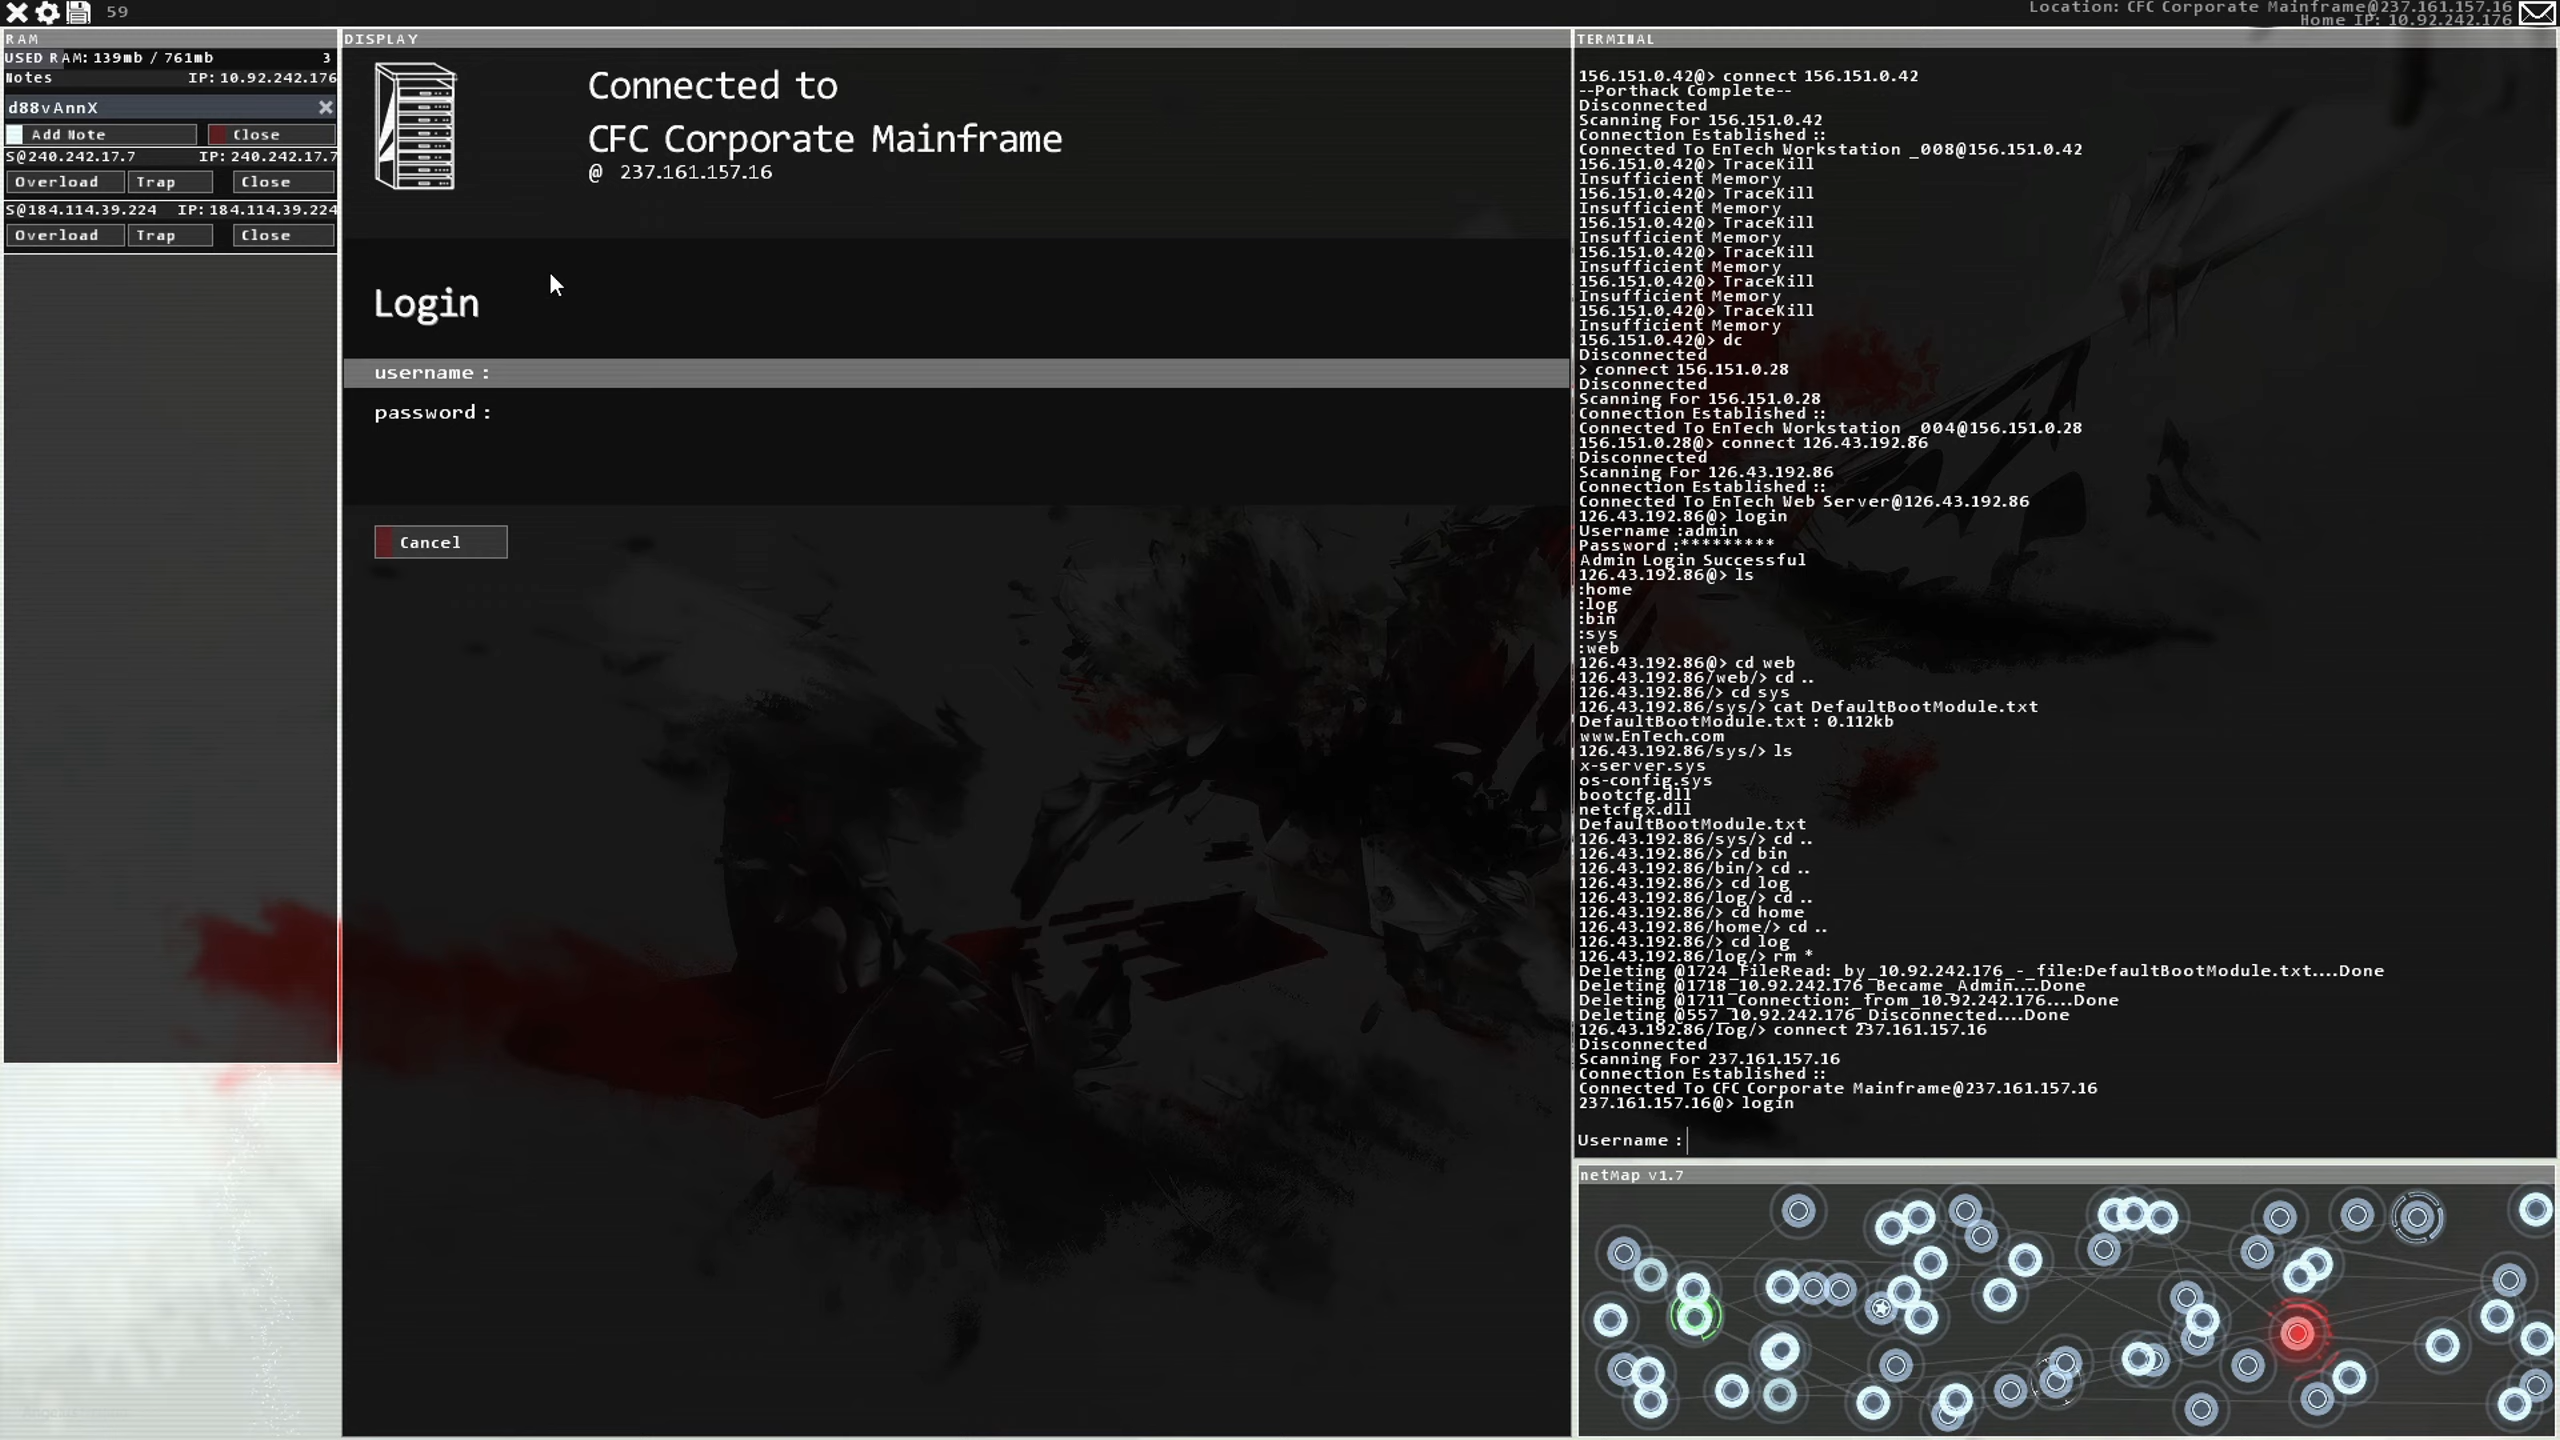 59
Location: CFC Corporate Mainframe@237.161.157.16
Home IP: 10.92.242.176
RAM
USED RAM: 139mb / 761mb 3
Notes IP: 10.92.242.176
d88vAnnX
Add Note Close
S@240.242.17.7 IP: 240.242.17.7
Overload Trap Close
S@184.114.39.224 IP: 184.114.39.224
Overload Trap Close
DISPLAY
Connected to
CFC Corporate Mainframe
@ 237.161.157.16
Login
username :
password :
Cancel
TERMINAL
156.151.0.42@> connect 156.151.0.42
--Porthack Complete--
Disconnected
Scanning For 156.151.0.42
Connection Established ::
Connected To EnTech Workstation _008@156.151.0.42
156.151.0.42@> TraceKill
Insufficient Memory
156.151.0.42@> TraceKill
Insufficient Memory
156.151.0.42@> TraceKill
Insufficient Memory
156.151.0.42@> TraceKill
Insufficient Memory
156.151.0.42@> TraceKill
Insufficient Memory
156.151.0.42@> TraceKill
Insufficient Memory
156.151.0.42@> dc
Disconnected
> connect 156.151.0.28
Disconnected
Scanning For 156.151.0.28
Connection Established ::
Connected To EnTech Workstation _004@156.151.0.28
156.151.0.28@> connect 126.43.192.86
Disconnected
Scanning For 126.43.192.86
Connection Established ::
Connected To EnTech Web Server@126.43.192.86
126.43.192.86@> login
Username :admin
Password :*********
Admin Login Successful
126.43.192.86@> ls
:home
:log
:bin
:sys
:web
126.43.192.86@> cd web
126.43.192.86/web/> cd ..
126.43.192.86/> cd sys
126.43.192.86/sys/> cat DefaultBootModule.txt
DefaultBootModule.txt : 0.112kb
www.EnTech.com
126.43.192.86/sys/> ls
x-server.sys
os-config.sys
bootcfg.dll
netcfgx.dll
DefaultBootModule.txt
126.43.192.86/sys/> cd ..
126.43.192.86/> cd bin
126.43.192.86/bin/> cd ..
126.43.192.86/> cd log
126.43.192.86/log/> cd ..
126.43.192.86/> cd home
126.43.192.86/home/> cd ..
126.43.192.86/> cd log
126.43.192.86/log/> rm *
Deleting @1724_FileRead:_by_10.92.242.176_-_file:DefaultBootModule.txt....Done
Deleting @1718_10.92.242.176_Became_Admin....Done
Deleting @1711_Connection:_from_10.92.242.176....Done
Deleting @557_10.92.242.176_Disconnected....Done
126.43.192.86/log/> connect 237.161.157.16
Disconnected
Scanning For 237.161.157.16
Connection Established ::
Connected To CFC Corporate Mainframe@237.161.157.16
237.161.157.16@> login
Username :
netMap v1.7